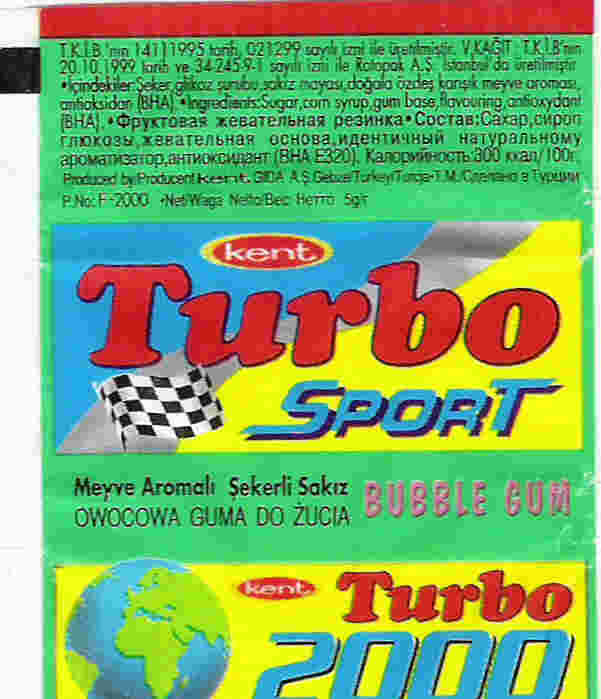 T.K.İ.B.'nin 14.11.1995 tarih, 021299 sayılı izni ile üretilmiştir. V.KAĞIT: T.K.İ.B'nin
20.10.1999 tarih ve 34-245-9-1 sayılı izni ile Rotopak A.Ş. İstanbul'da üretilmiştir.
•İçindekiler:Şeker,glikoz şurubu,sakız mayası,doğala özdeş karışık meyve aroması,
antioksidan (BHA).•Ingredients:Sugar,corn syrup,gum base,flavouring,antioxydant
(BHA).•Фруктовая жевательная резинка•Состав:Сахар,сироп
глюкозы,жевательная основа,идентичный натуральному
ароматизатор,антиоксидант (BHA E320). Калорийность:300 ккал/100г.
Produced by/Producent:kent. GIDA A.Ş.Gebze/Turkey/Turcja-T.M./Сделано в Турции
P.No: F-2000 •Net/Waga Netto/Вес Нетто 5g/г
kent
Turbo
SPORT
Meyve Aromalı Şekerli Sakız
OWOCOWA GUMA DO ŻUCIA
BUBBLE GUM
kent
Turbo
2000